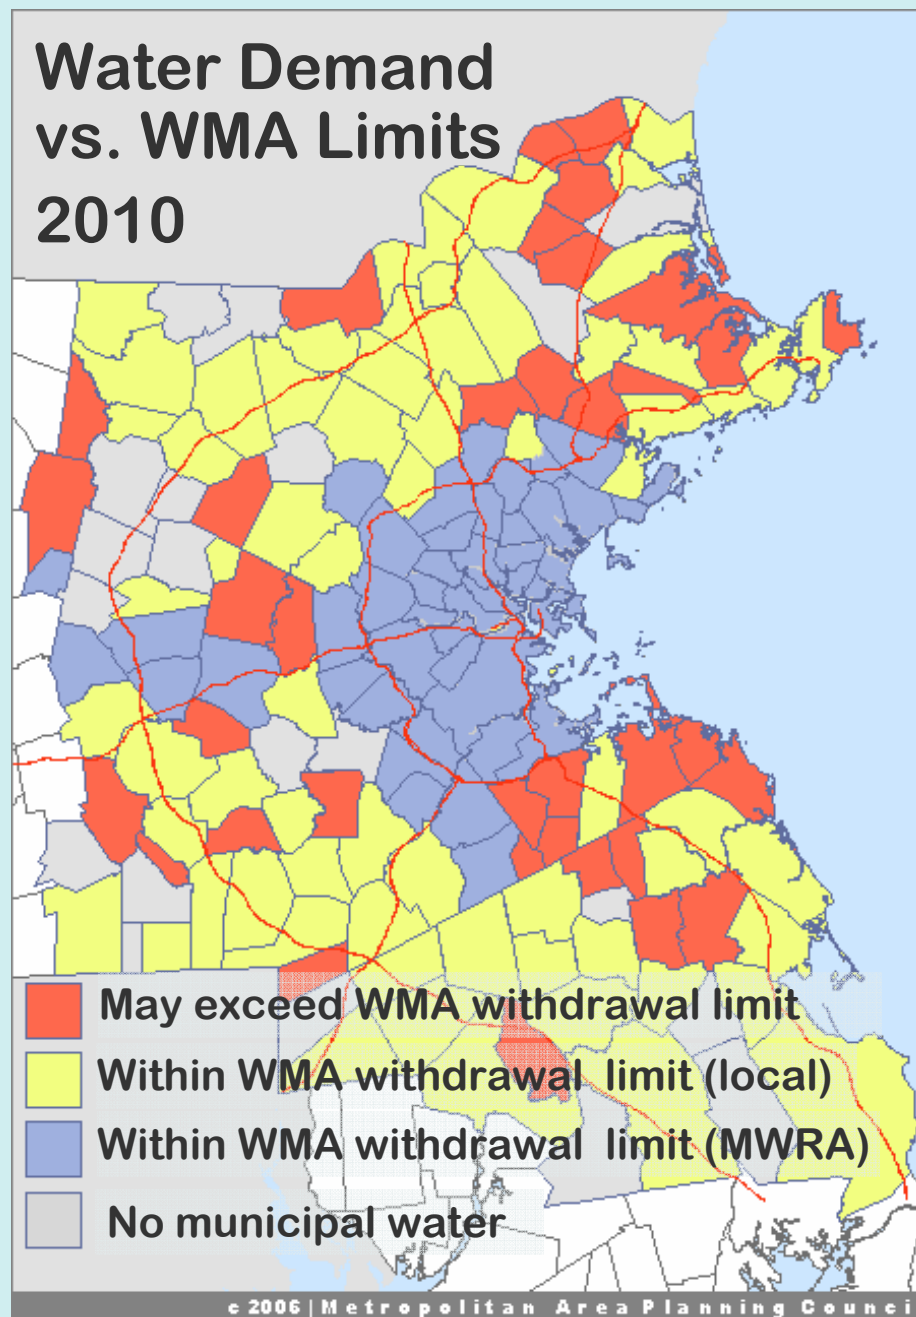 Water Demand
vs. WMA Limits
2010
May exceed WMA withdrawal limit
Within WMA withdrawal limit (local)
Within WMA withdrawal limit (MWRA)
No municipal water
c 2006 | Metropolitan Area Planning Counci